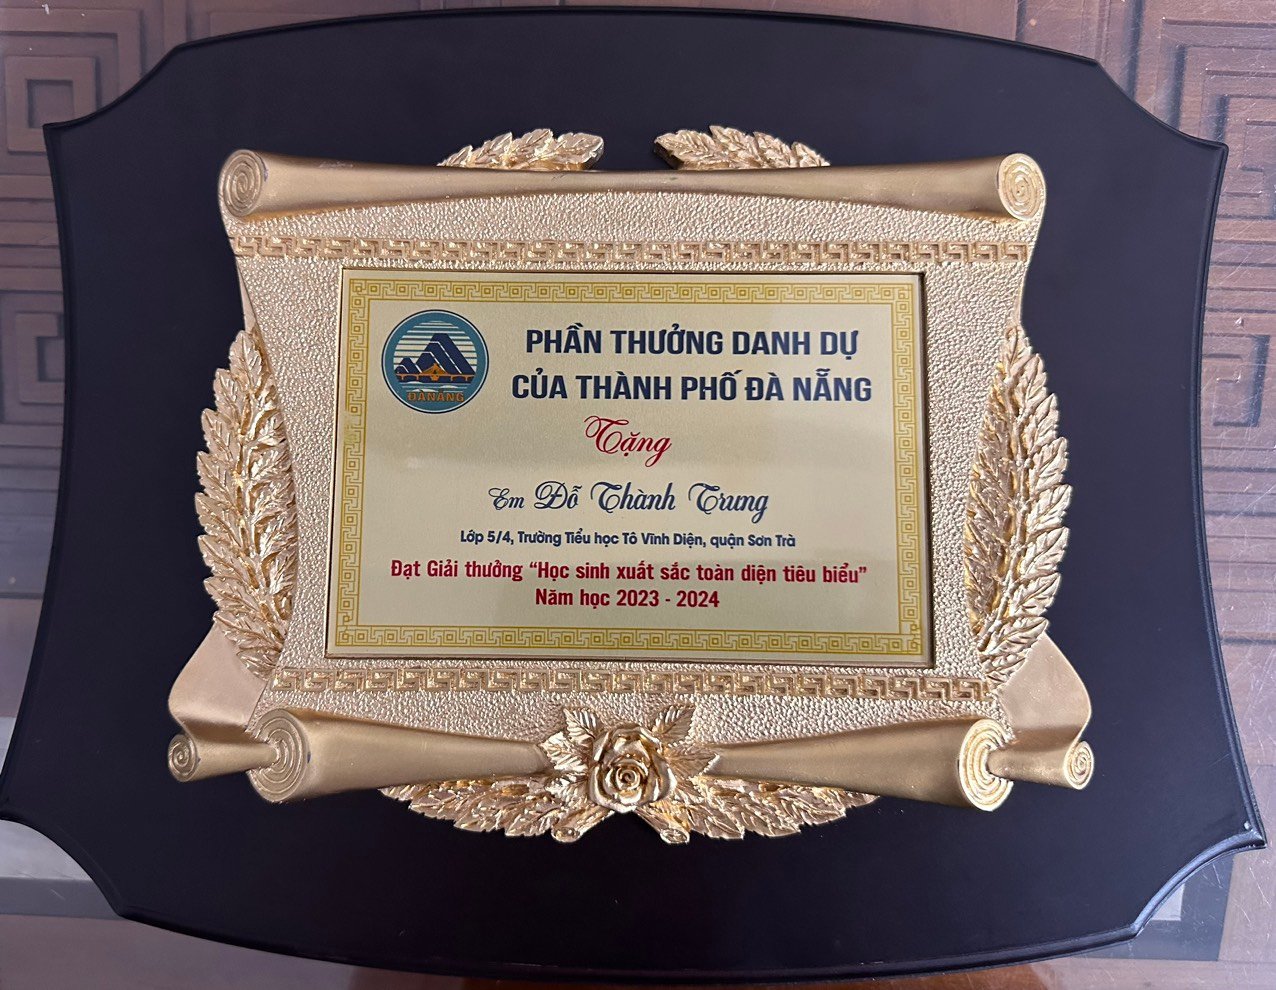 ĐÀ NẴNG
PHẦN THƯỞNG DANH DỰ
CỦA THÀNH PHỐ ĐÀ NẴNG
Tặng
Em Đỗ Thành Trung
Lớp 5/4, Trường Tiểu học Tô Vĩnh Diện, quận Sơn Trà
Đạt Giải thưởng "Học sinh xuất sắc toàn diện tiêu biểu"
Năm học 2023 - 2024